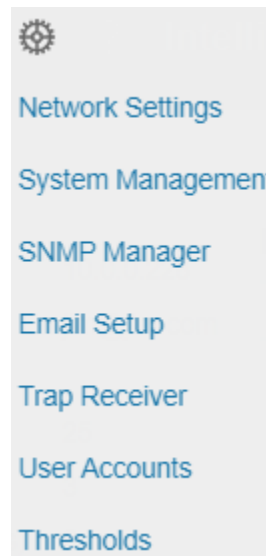 Network Settings
System Managemen
SNMP Manager
Email Setup
Trap Receiver
User Accounts
Thresholds